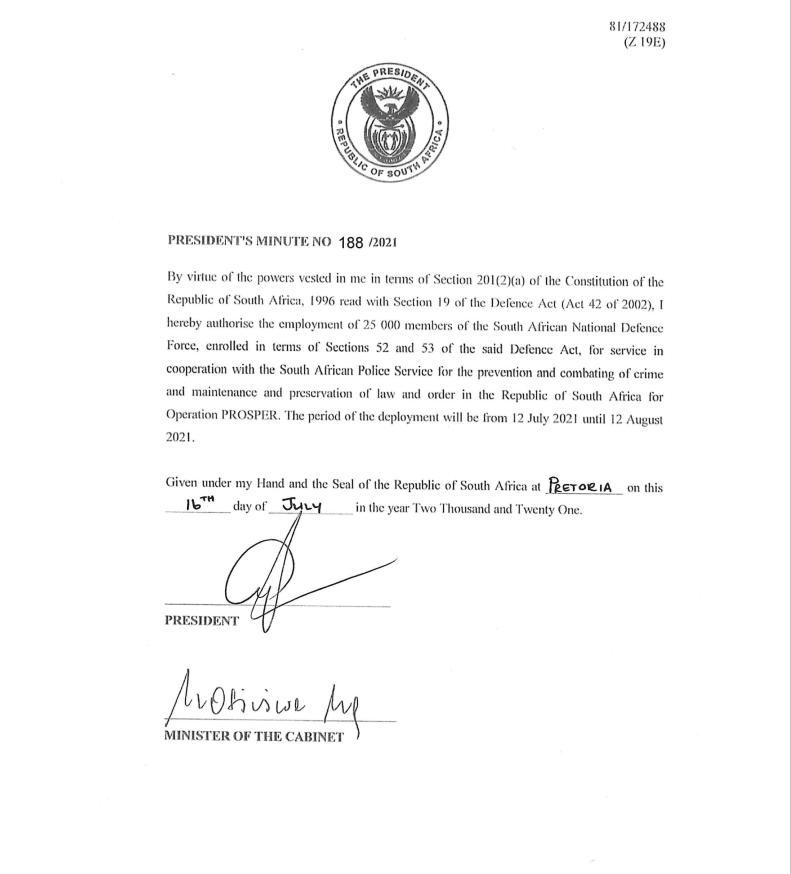 81/172488
(Z 19E)
THE PRESIDENT
REPUBLIC OF SOUTH AFRICA
PRESIDENT'S MINUTE NO 188 /2021
By virtue of the powers vested in me in terms of Section 201(2)(a) of the Constitution of the
Republic of South Africa, 1996 read with Section 19 of the Defence Act (Act 42 of 2002), I
hereby authorise the employment of 25 000 members of the South African National Defence
Force, enrolled in terms of Sections 52 and 53 of the said Defence Act, for service in
cooperation with the South African Police Service for the prevention and combating of crime
and maintenance and preservation of law and order in the Republic of South Africa for
Operation PROSPER. The period of the deployment will be from 12 July 2021 until 12 August
2021.
Given under my Hand and the Seal of the Republic of South Africa at PRETORIA on this
16TH day of JULY in the year Two Thousand and Twenty One.
PRESIDENT
MINISTER OF THE CABINET